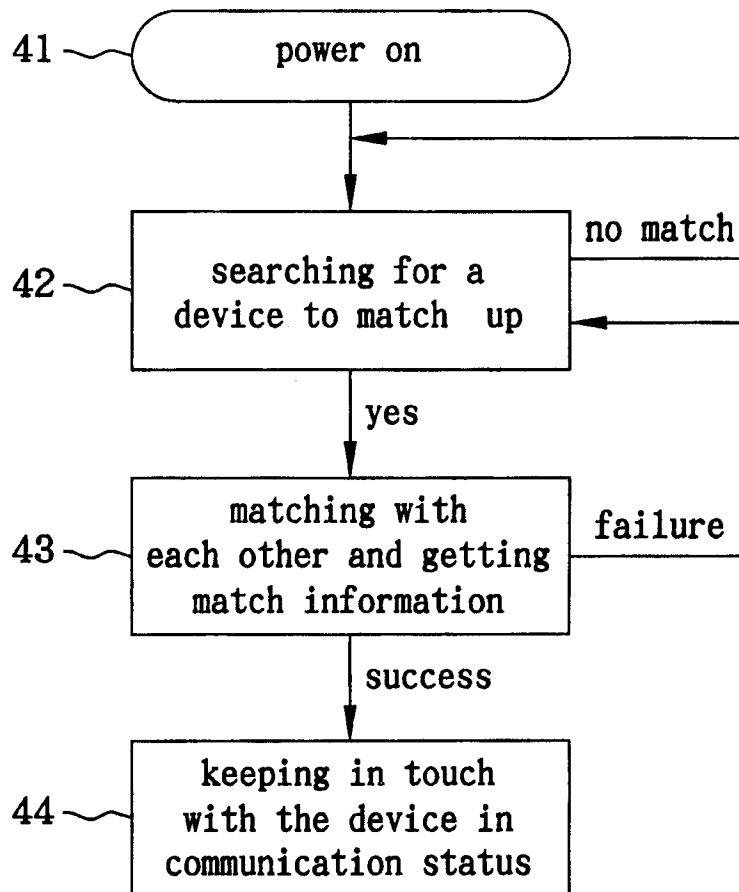 41
power on
no match
42
searching for a
device to match up
yes
43
matching with
each other and getting
match information
failure
success
44
keeping in touch
with the device in
communication status